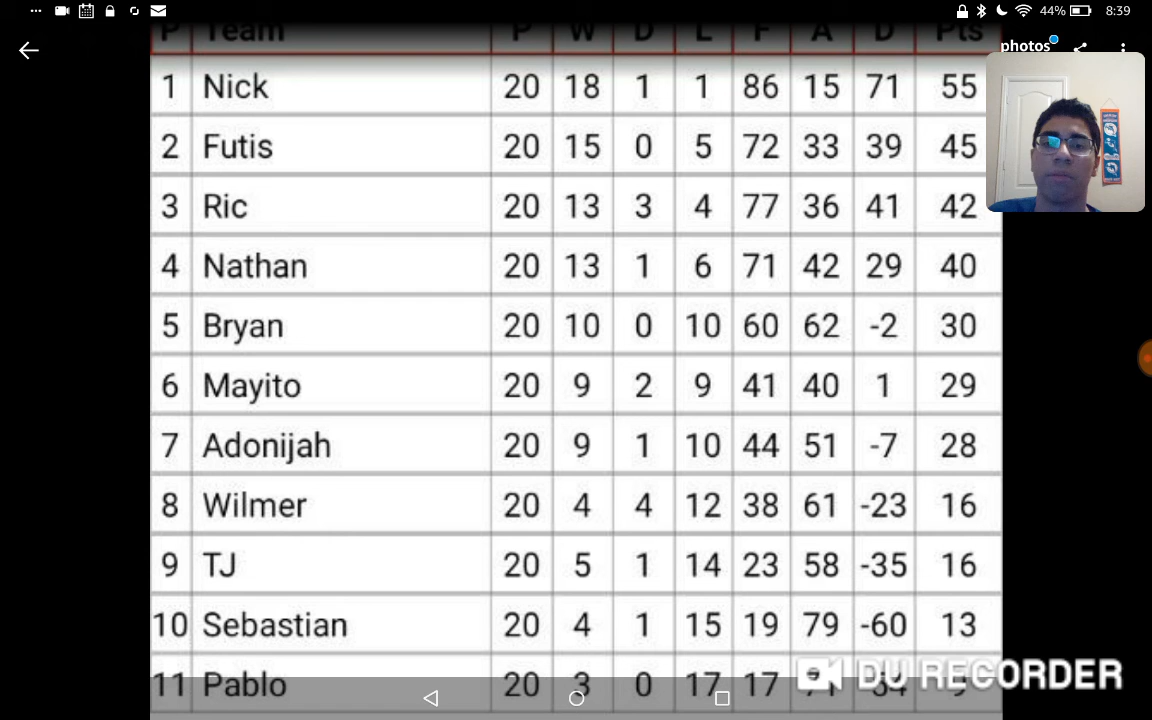 44% 8:39
photos
P Team P W D L F A D Pts
1 Nick 20 18 1 1 86 15 71 55
2 Futis 20 15 0 5 72 33 39 45
3 Ric 20 13 3 4 77 36 41 42
4 Nathan 20 13 1 6 71 42 29 40
5 Bryan 20 10 0 10 60 62 -2 30
6 Mayito 20 9 2 9 41 40 1 29
7 Adonijah 20 9 1 10 44 51 -7 28
8 Wilmer 20 4 4 12 38 61 -23 16
9 TJ 20 5 1 14 23 58 -35 16
10 Sebastian 20 4 1 15 19 79 -60 13
11 Pablo 20 3 0 17 17
DU RECORDER